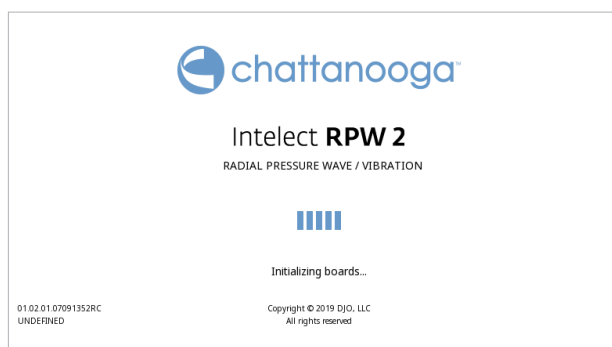 chattanooga™
Intelect RPW 2
RADIAL PRESSURE WAVE / VIBRATION
Initializing boards...
01.02.01.07091352RC
UNDEFINED
Copyright © 2019 DJO, LLC
All rights reserved